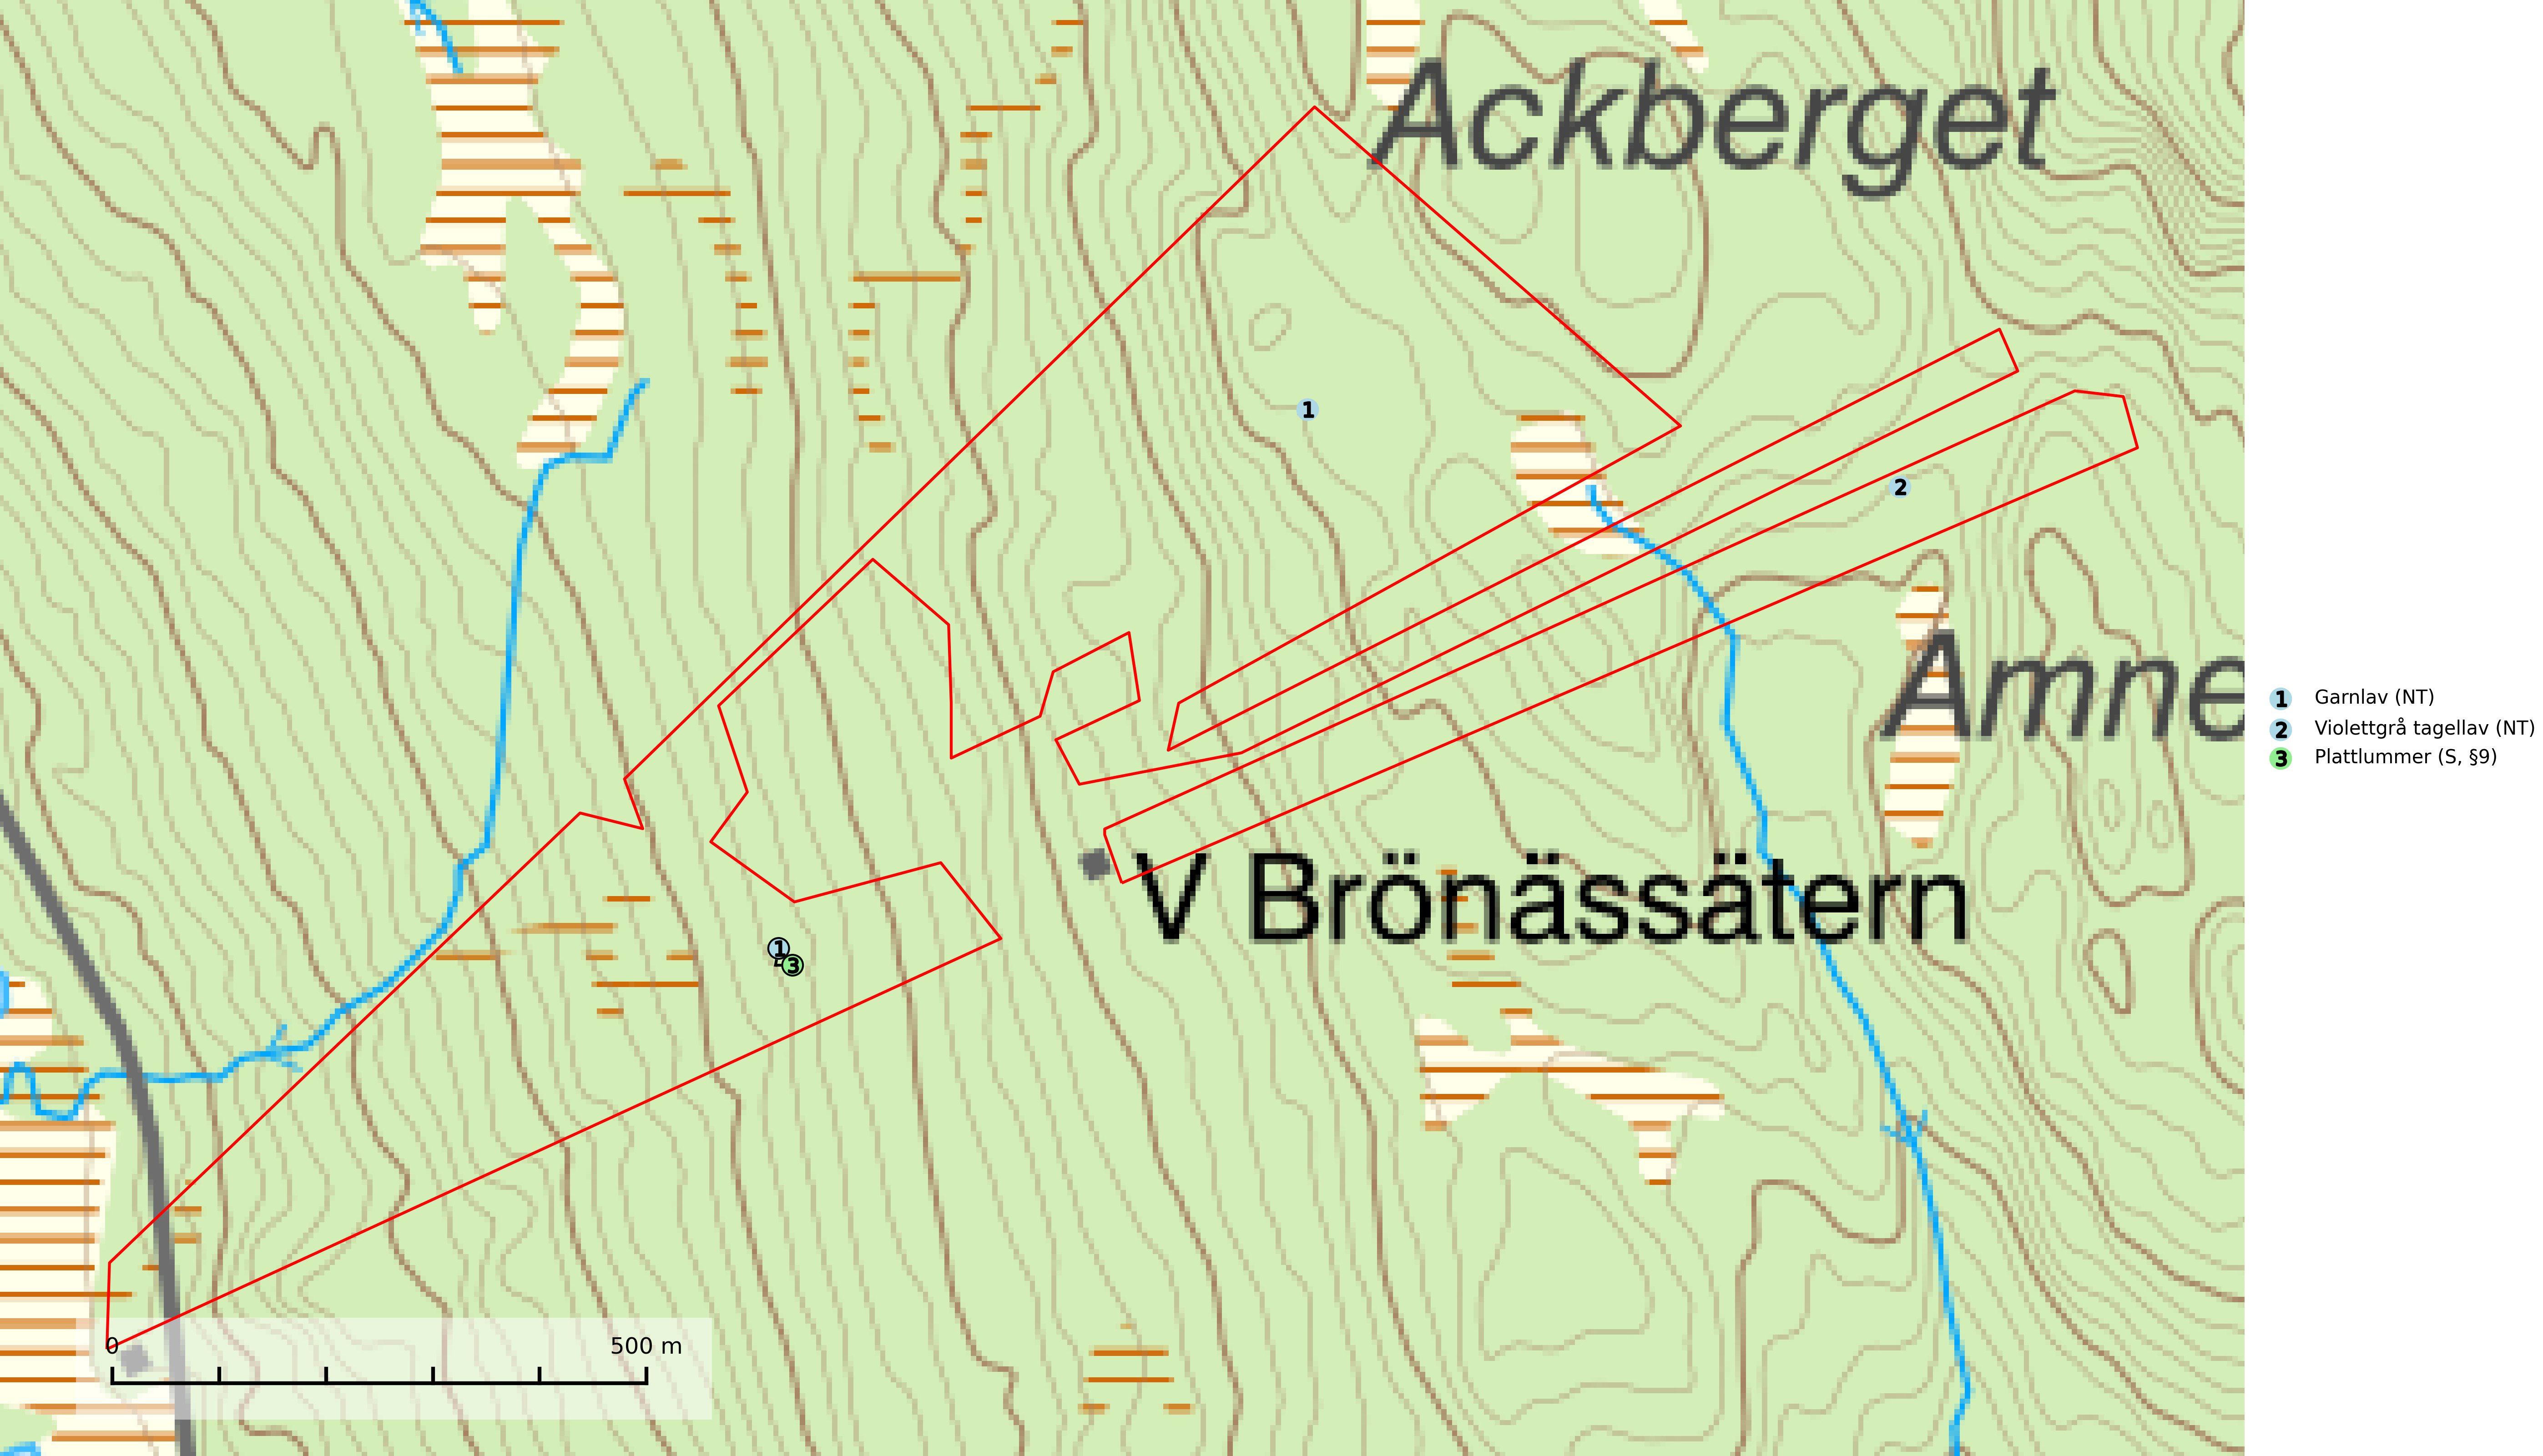 Ackberget
1
2
Amne
1 Garnlav (NT)
2 Violettgrå tagellav (NT)
3 Plattlummer (S, §9)
V Brönässätern
1
3
0 500 m